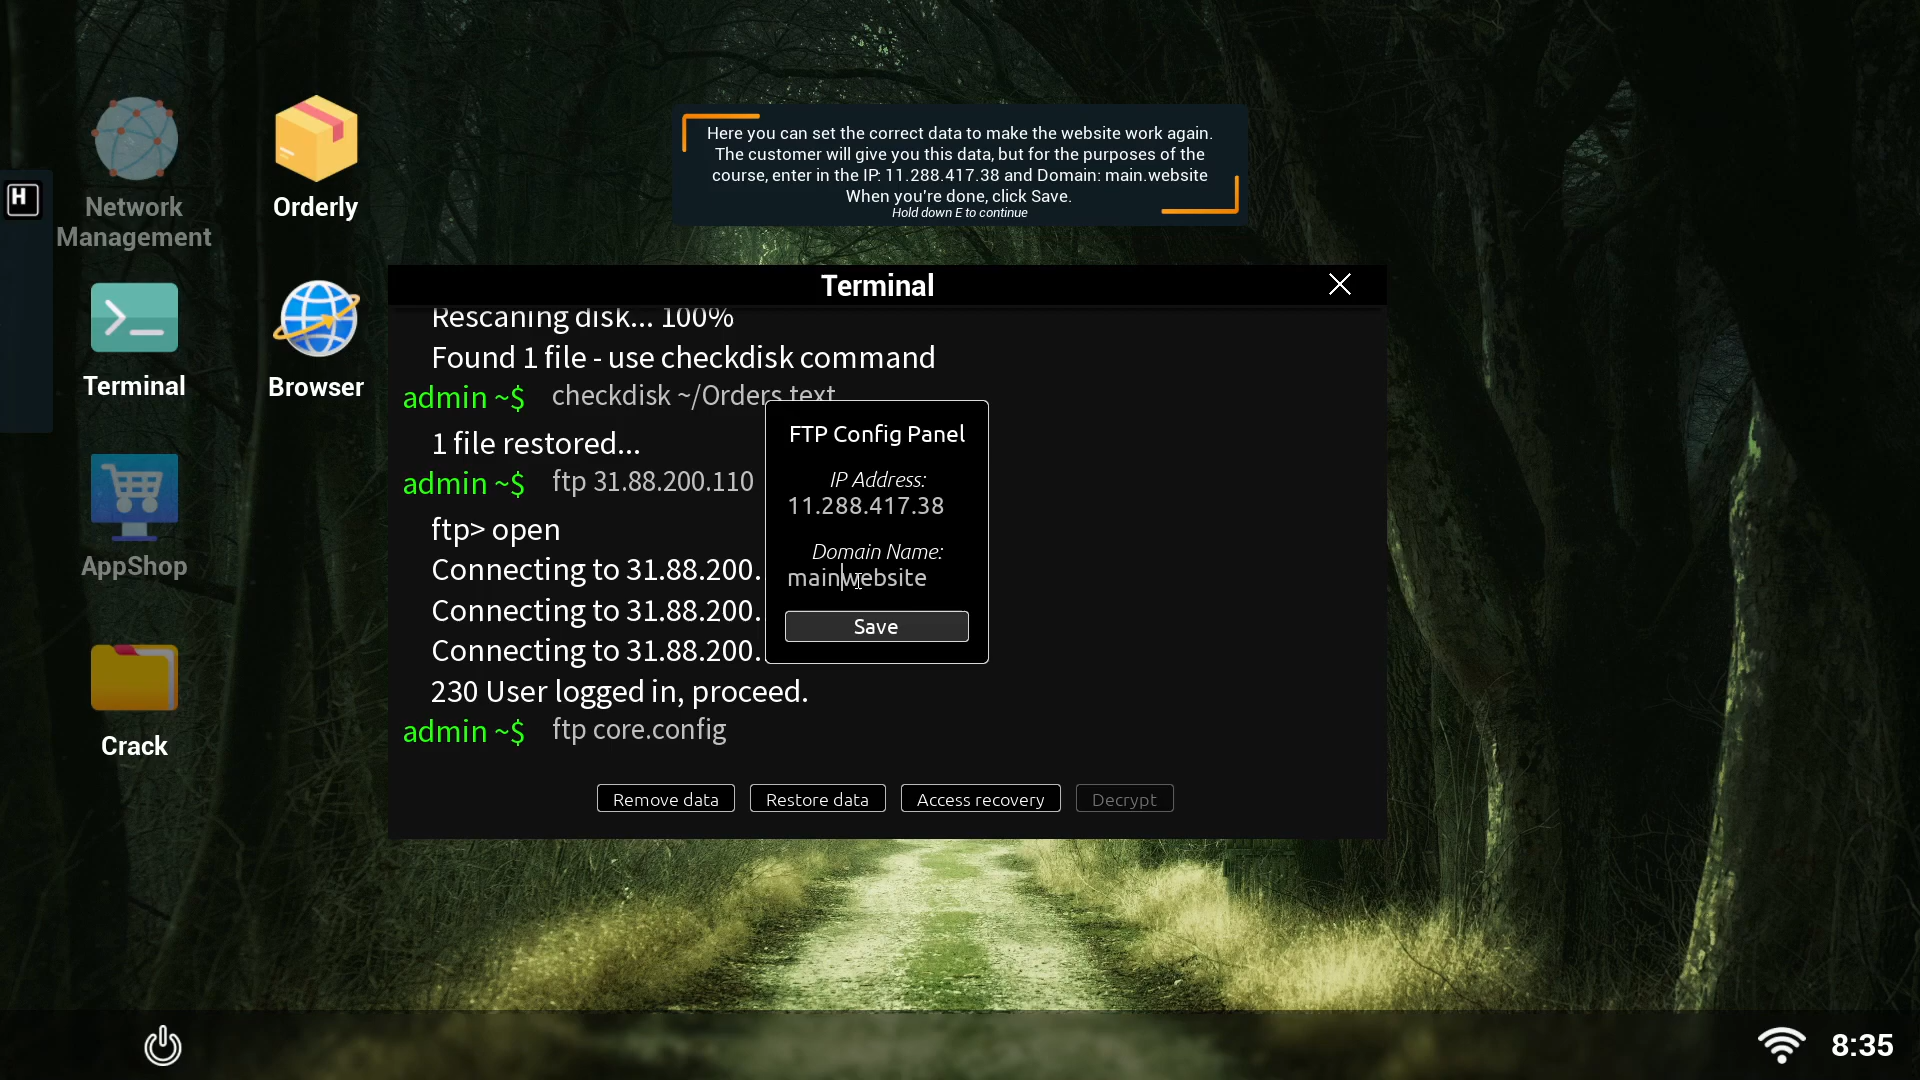 Here you can set the correct data to make the website work again.
The customer will give you this data, but for the purposes of the
course, enter in the IP: 11.288.417.38 and Domain: main.website
When you're done, click Save.
Hold down E to continue
H
Network
Management
Orderly
Terminal
Browser
AppShop
Crack
Terminal
Rescaning disk... 100%
Found 1 file - use checkdisk command
admin ~$ checkdisk ~/Orders.text
1 file restored...
admin ~$ ftp 31.88.200.110
ftp> open
Connecting to 31.88.200.
Connecting to 31.88.200.
Connecting to 31.88.200.
230 User logged in, proceed.
admin ~$ ftp core.config
FTP Config Panel
IP Address:
11.288.417.38
Domain Name:
mainwebsite
Save
Remove data
Restore data
Access recovery
Decrypt
8:35